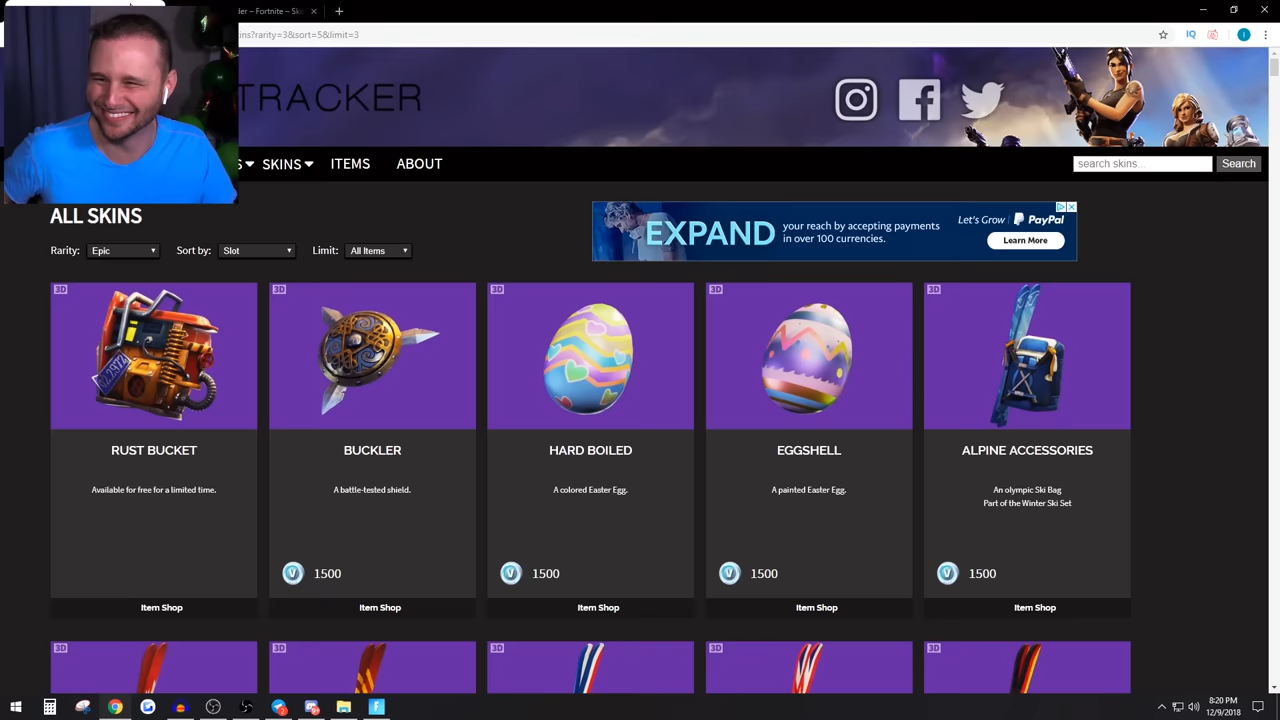 der – Fortnite – Ske
ins?rarity=3&sort=5&limit=3
IQ
TRACKER
S SKINS ITEMS ABOUT
search skins...
Search
ALL SKINS
EXPAND your reach by accepting payments
in over 100 currencies.
Let's Grow PayPal
Learn More
Rarity: Epic Sort by: Slot Limit: All Items
3D 3D 3D 3D 3D
RUST BUCKET
Available for free for a limited time.
Item Shop
BUCKLER
A battle-tested shield.
1500
Item Shop
HARD BOILED
A colored Easter Egg.
1500
Item Shop
EGGSHELL
A painted Easter Egg.
1500
Item Shop
ALPINE ACCESSORIES
An olympic Ski Bag
Part of the Winter Ski Set
1500
Item Shop
3D 3D 3D 3D 3D
8:20 PM
12/9/2018